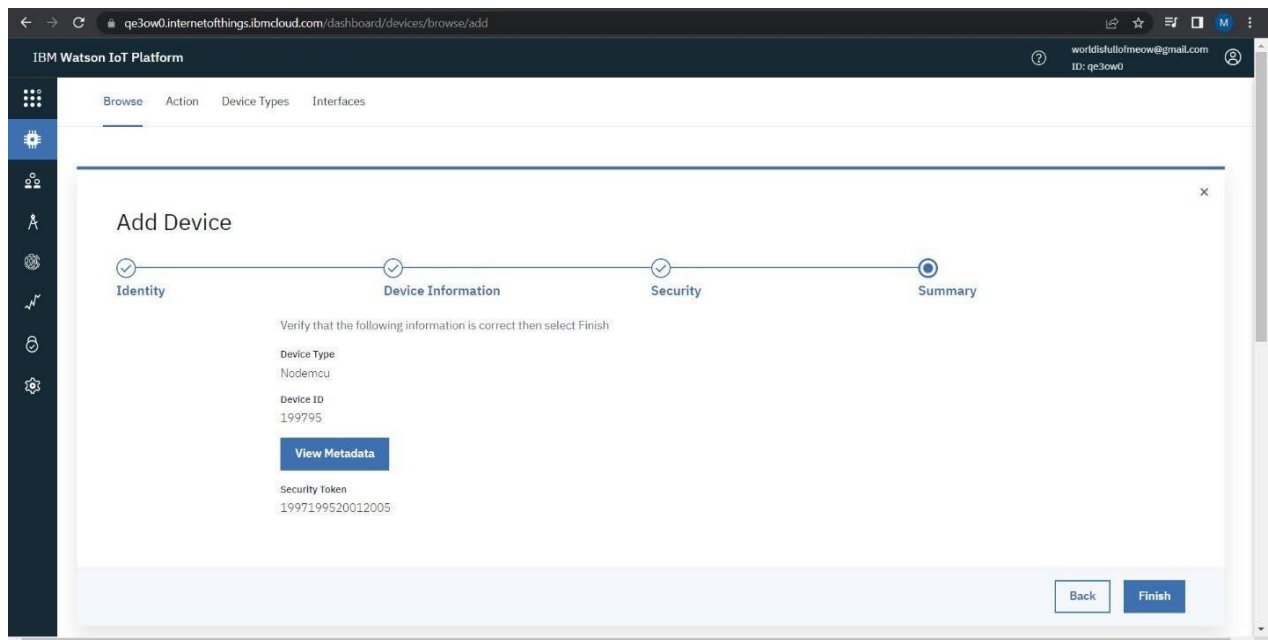 qe3ow0.internetofthings.ibmcloud.com/dashboard/devices/browse/add
M
IBM Watson IoT Platform
worldisfullofmeow@gmail.com
ID: qe3ow0
Browse Action Device Types Interfaces
Add Device
Identity Device Information Security Summary
Verify that the following information is correct then select Finish
Device Type
Nodemcu
Device ID
199795
View Metadata
Security Token
1997199520012005
Back Finish